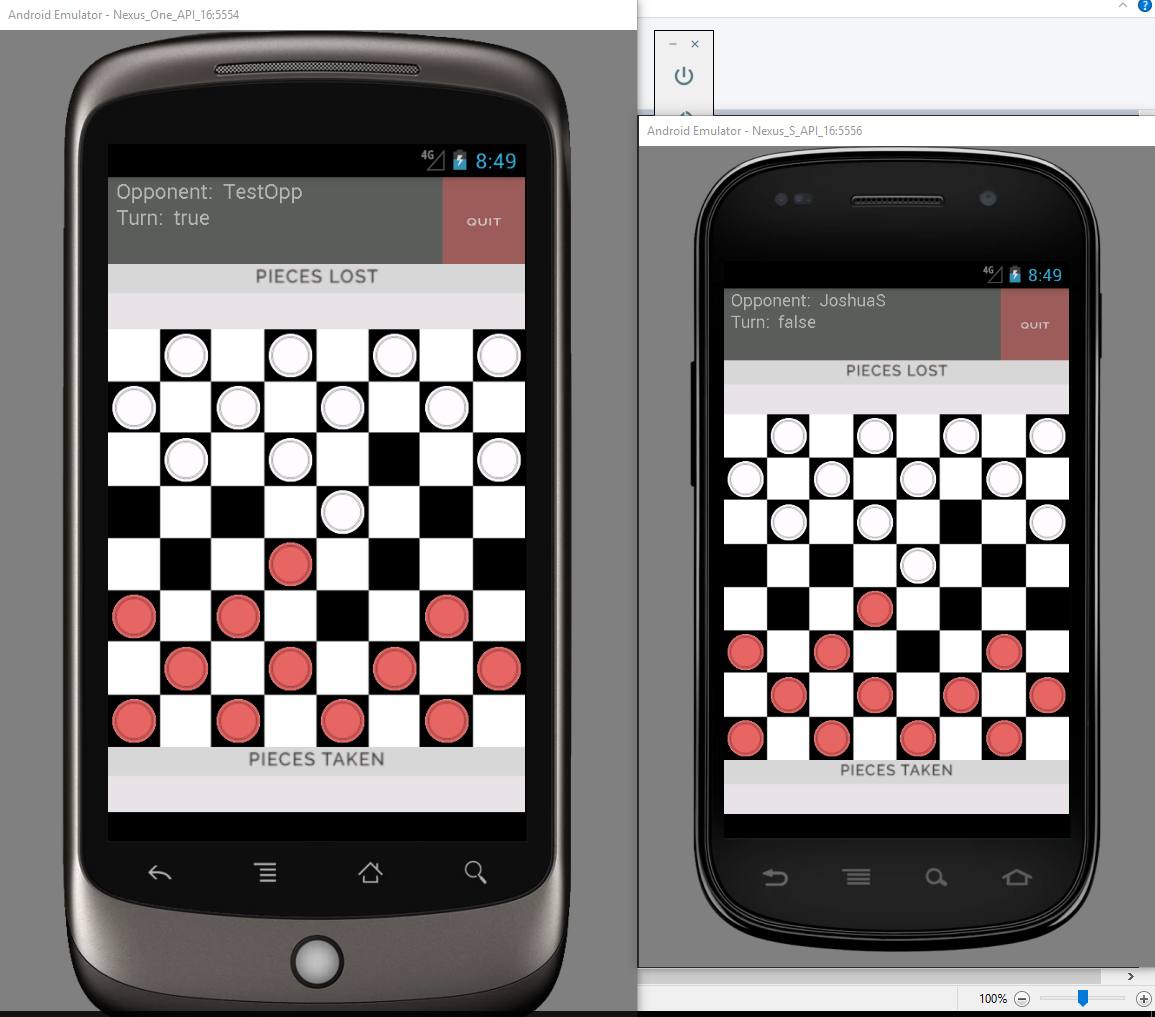 Android Emulator - Nexus_One_API_16:5554
4G 8:49
Opponent: TestOpp
Turn: true
QUIT
PIECES LOST
PIECES TAKEN
Android Emulator - Nexus_S_API_16:5556
4G 8:49
Opponent: JoshuaS
Turn: false
QUIT
PIECES LOST
PIECES TAKEN
100%